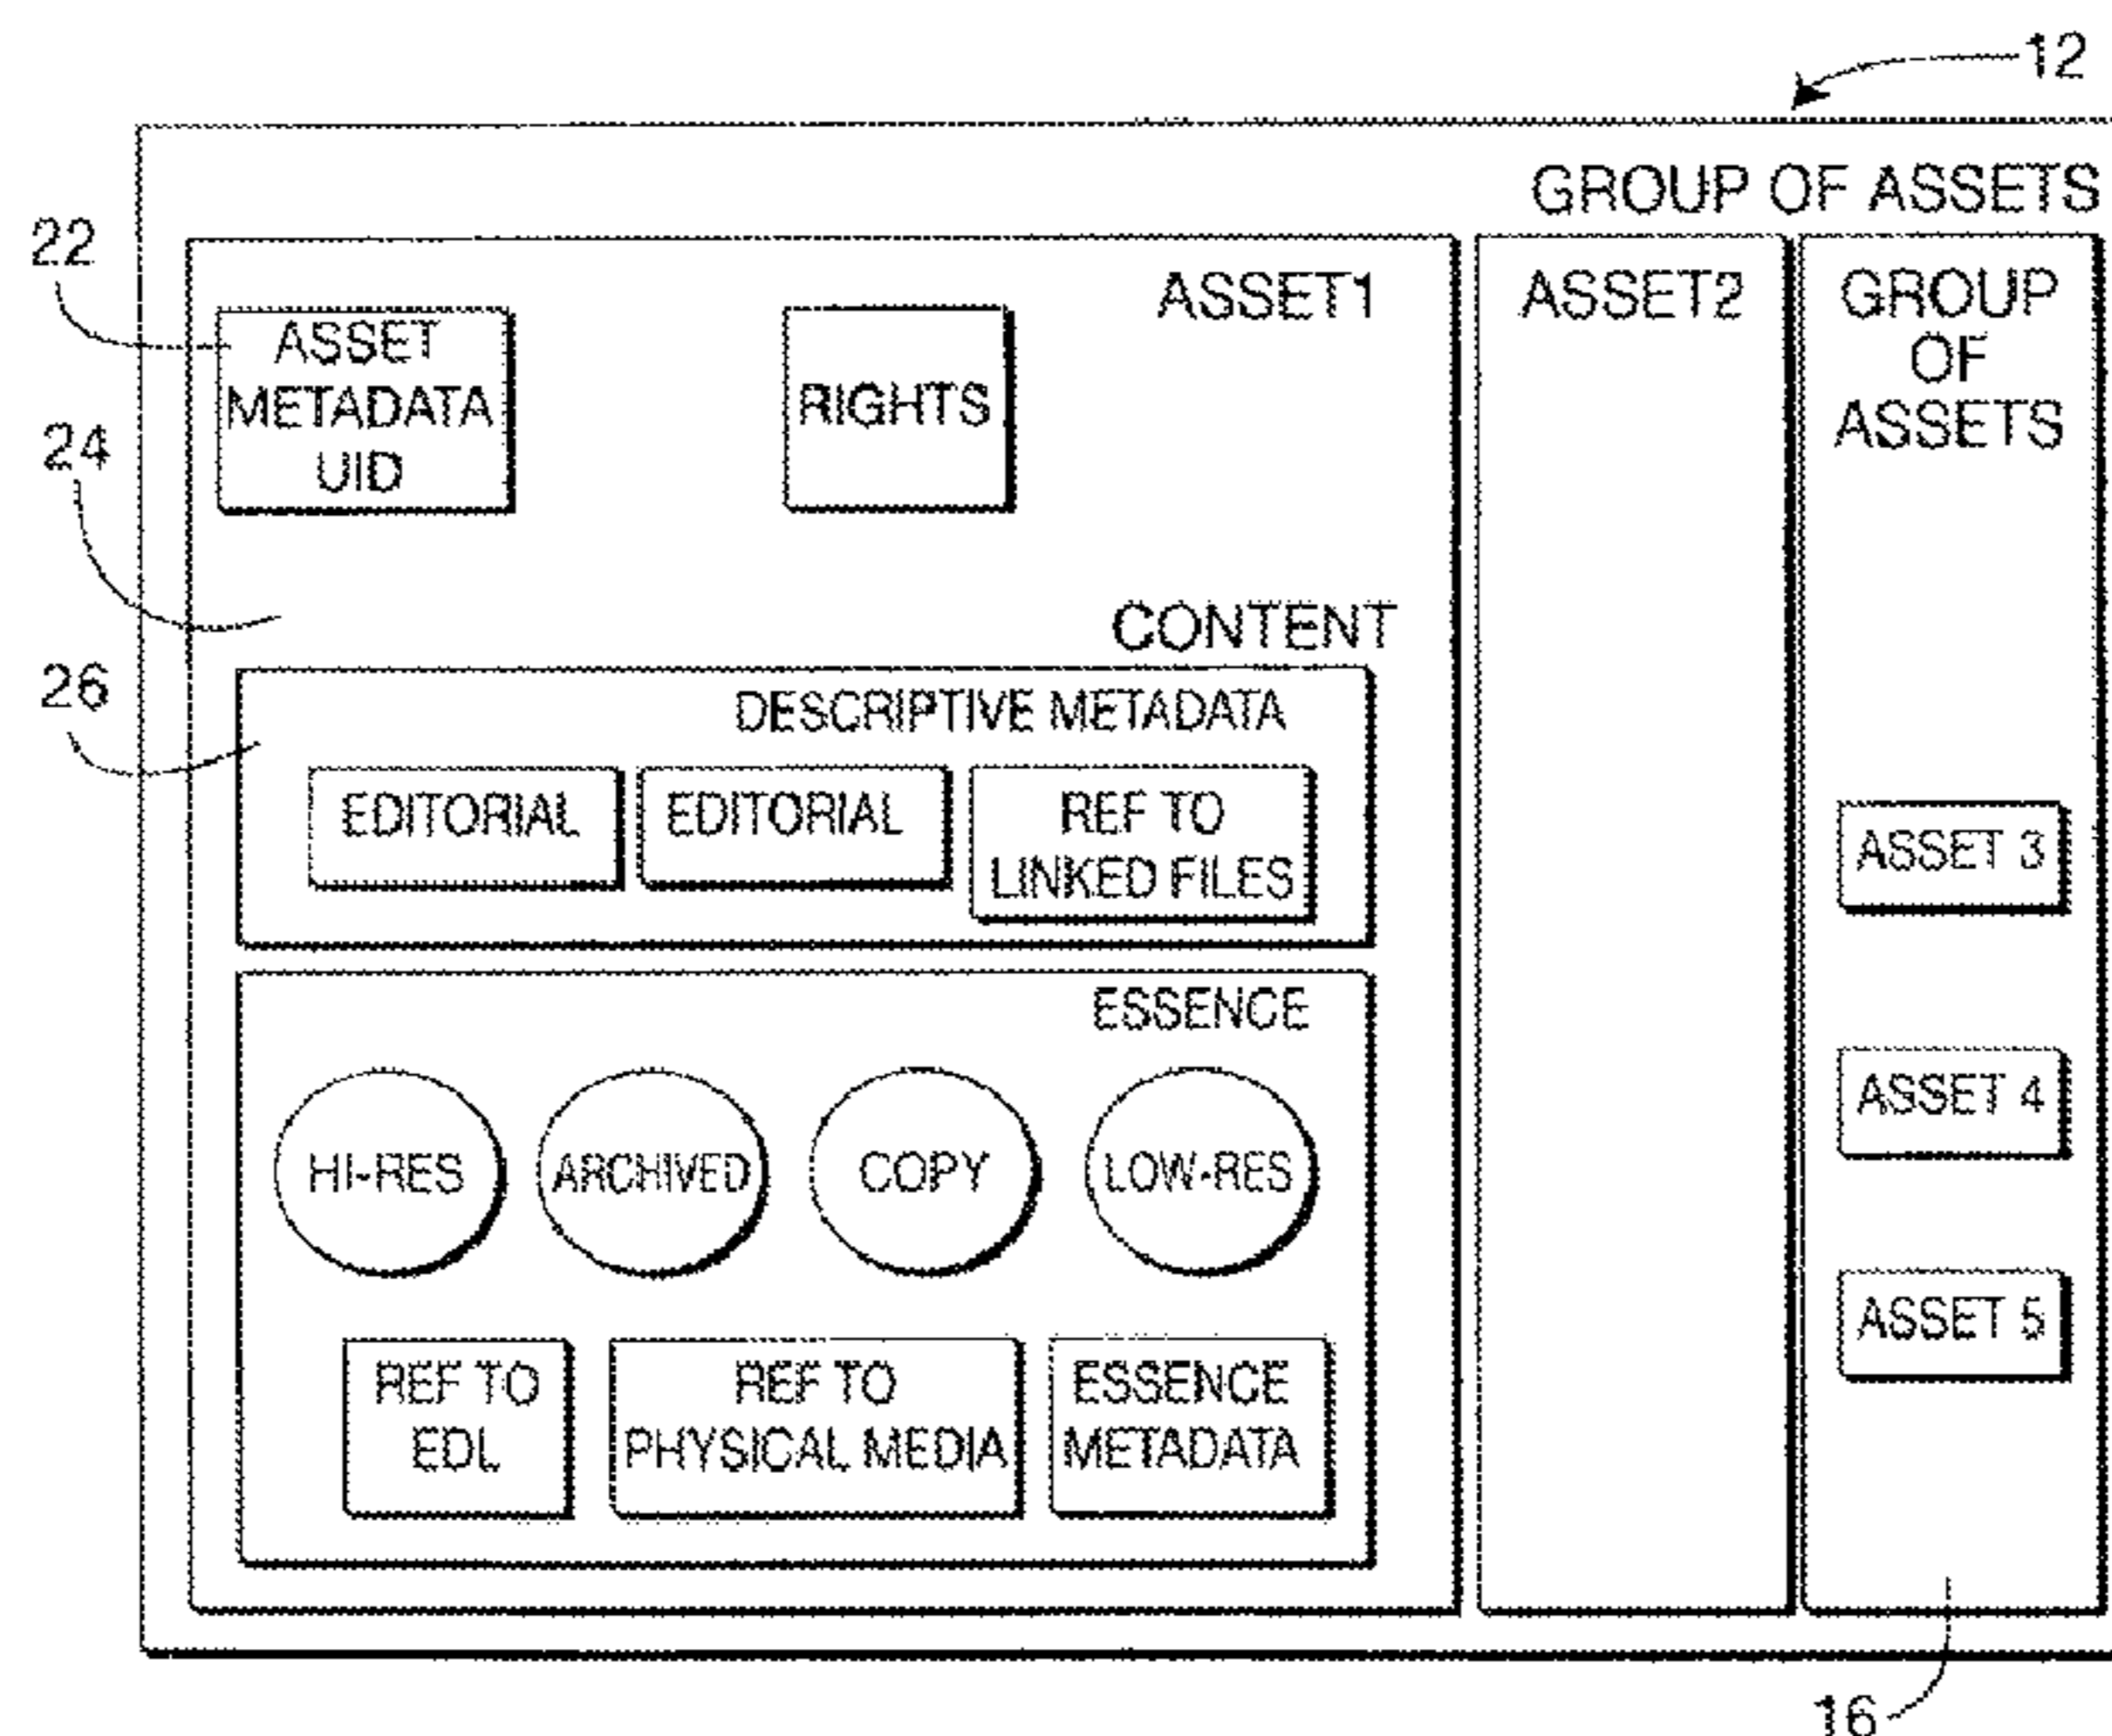 12
GROUP OF ASSETS
22
ASSET1
ASSET
METADATA
UID
RIGHTS
24
CONTENT
26
DESCRIPTIVE METADATA
EDITORIAL
EDITORIAL
REF TO
LINKED FILES
ESSENCE
HI-RES
ARCHIVED
COPY
LOW-RES
REF TO
EDL
REF TO
PHYSICAL MEDIA
ESSENCE
METADATA
ASSET2
GROUP
OF
ASSETS
ASSET 3
ASSET 4
ASSET 5
16